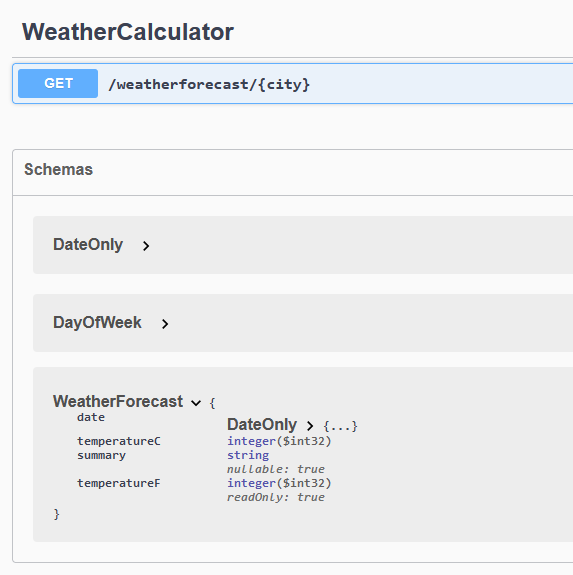 WeatherCalculator
GET /weatherforecast/{city}
Schemas
DateOnly
DayOfWeek
WeatherForecast {
date DateOnly {...}
temperatureC integer($int32)
summary string
nullable: true
temperatureF integer($int32)
readOnly: true
}